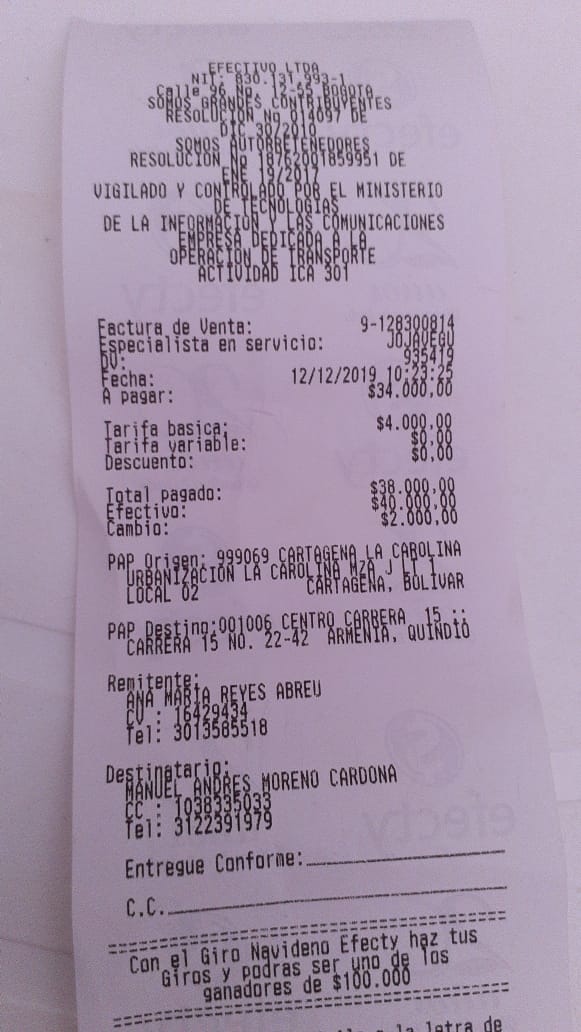 EFECTIVO LTDA
NIT: 830.131.993-1
Calle 96 No. 12-55 BOGOTA
SOMOS GRANDES CONTRIBUYENTES
RESOLUCION No 014097 DE
DIC 30/2010
SOMOS AUTORRETENEDORES
RESOLUCION No 18762001859951 DE
ENE 19/2017
VIGILADO Y CONTROLADO POR EL MINISTERIO
DE TECNOLOGIAS
DE LA INFORMACION Y LAS COMUNICACIONES
EMPRESA DEDICADA A LA
OPERACION DE TRANSPORTE
ACTIVIDAD ICA 301
Factura de Venta: 9-128300814
Especialista en servicio: JOJAVEGU
DV: 935419
Fecha: 12/12/2019 10:23:25
A pagar: $34.000,00
Tarifa basica: $4.000,00
Tarifa variable: $0,00
Descuento: $0,00
Total pagado: $38.000,00
Efectivo: $40.000,00
Cambio: $2.000,00
PAP Origen: 999069 CARTAGENA LA CAROLINA
URBANIZACION LA CAROLINA MZA J LT 1
LOCAL 02 CARTAGENA, BOLIVAR
PAP Destino:001006 CENTRO CARRERA 15 ::
CARRERA 15 NO. 22-42 ARMENIA, QUINDIO
Remitente:
ANA MARIA REYES ABREU
CV : 16429434
Tel: 3013585518
Destinatario:
MANUEL ANDRES MORENO CARDONA
CC : 1038335033
Tel: 3122391979
Entregue Conforme:
C.C.
Con el Giro Navideno Efecty haz tus
Giros y podras ser uno de los
ganadores de $100.000
a la letra de